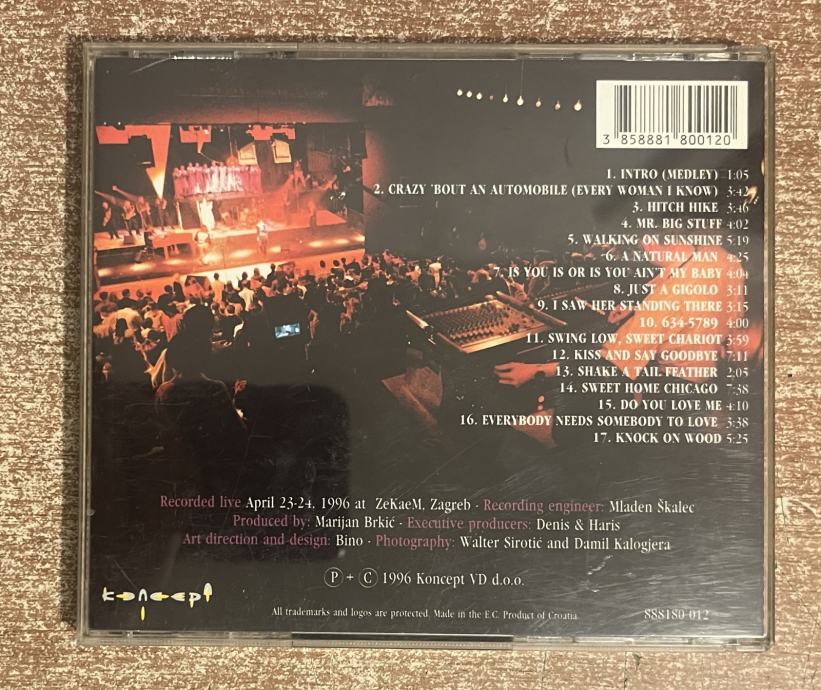 3 858881 800120
1. INTRO (MEDLEY) 1:05
2. CRAZY 'BOUT AN AUTOMOBILE (EVERY WOMAN I KNOW) 3:42
3. HITCH HIKE 3:46
4. MR. BIG STUFF 4:02
5. WALKING ON SUNSHINE 5:19
6. A NATURAL MAN 4:25
7. IS YOU IS OR IS YOU AIN'T MY BABY 4:04
8. JUST A GIGOLO 3:11
9. I SAW HER STANDING THERE 3:15
10. 634-5789 4:00
11. SWING LOW, SWEET CHARIOT 3:59
12. KISS AND SAY GOODBYE 7:11
13. SHAKE A TAIL FEATHER 2:05
14. SWEET HOME CHICAGO 7:38
15. DO YOU LOVE ME 4:10
16. EVERYBODY NEEDS SOMEBODY TO LOVE 3:38
17. KNOCK ON WOOD 5:25
Recorded live April 23-24, 1996 at ZeKaeM, Zagreb - Recording engineer: Mladen Škalec
Produced by: Marijan Brkić - Executive producers: Denis & Haris
Art direction and design: Bino - Photography: Walter Sirotić and Damil Kalogjera
Ⓟ + Ⓒ 1996 Koncept VD d.o.o.
koncept
All trademarks and logos are protected. Made in the E.C. Product of Croatia
888180 012